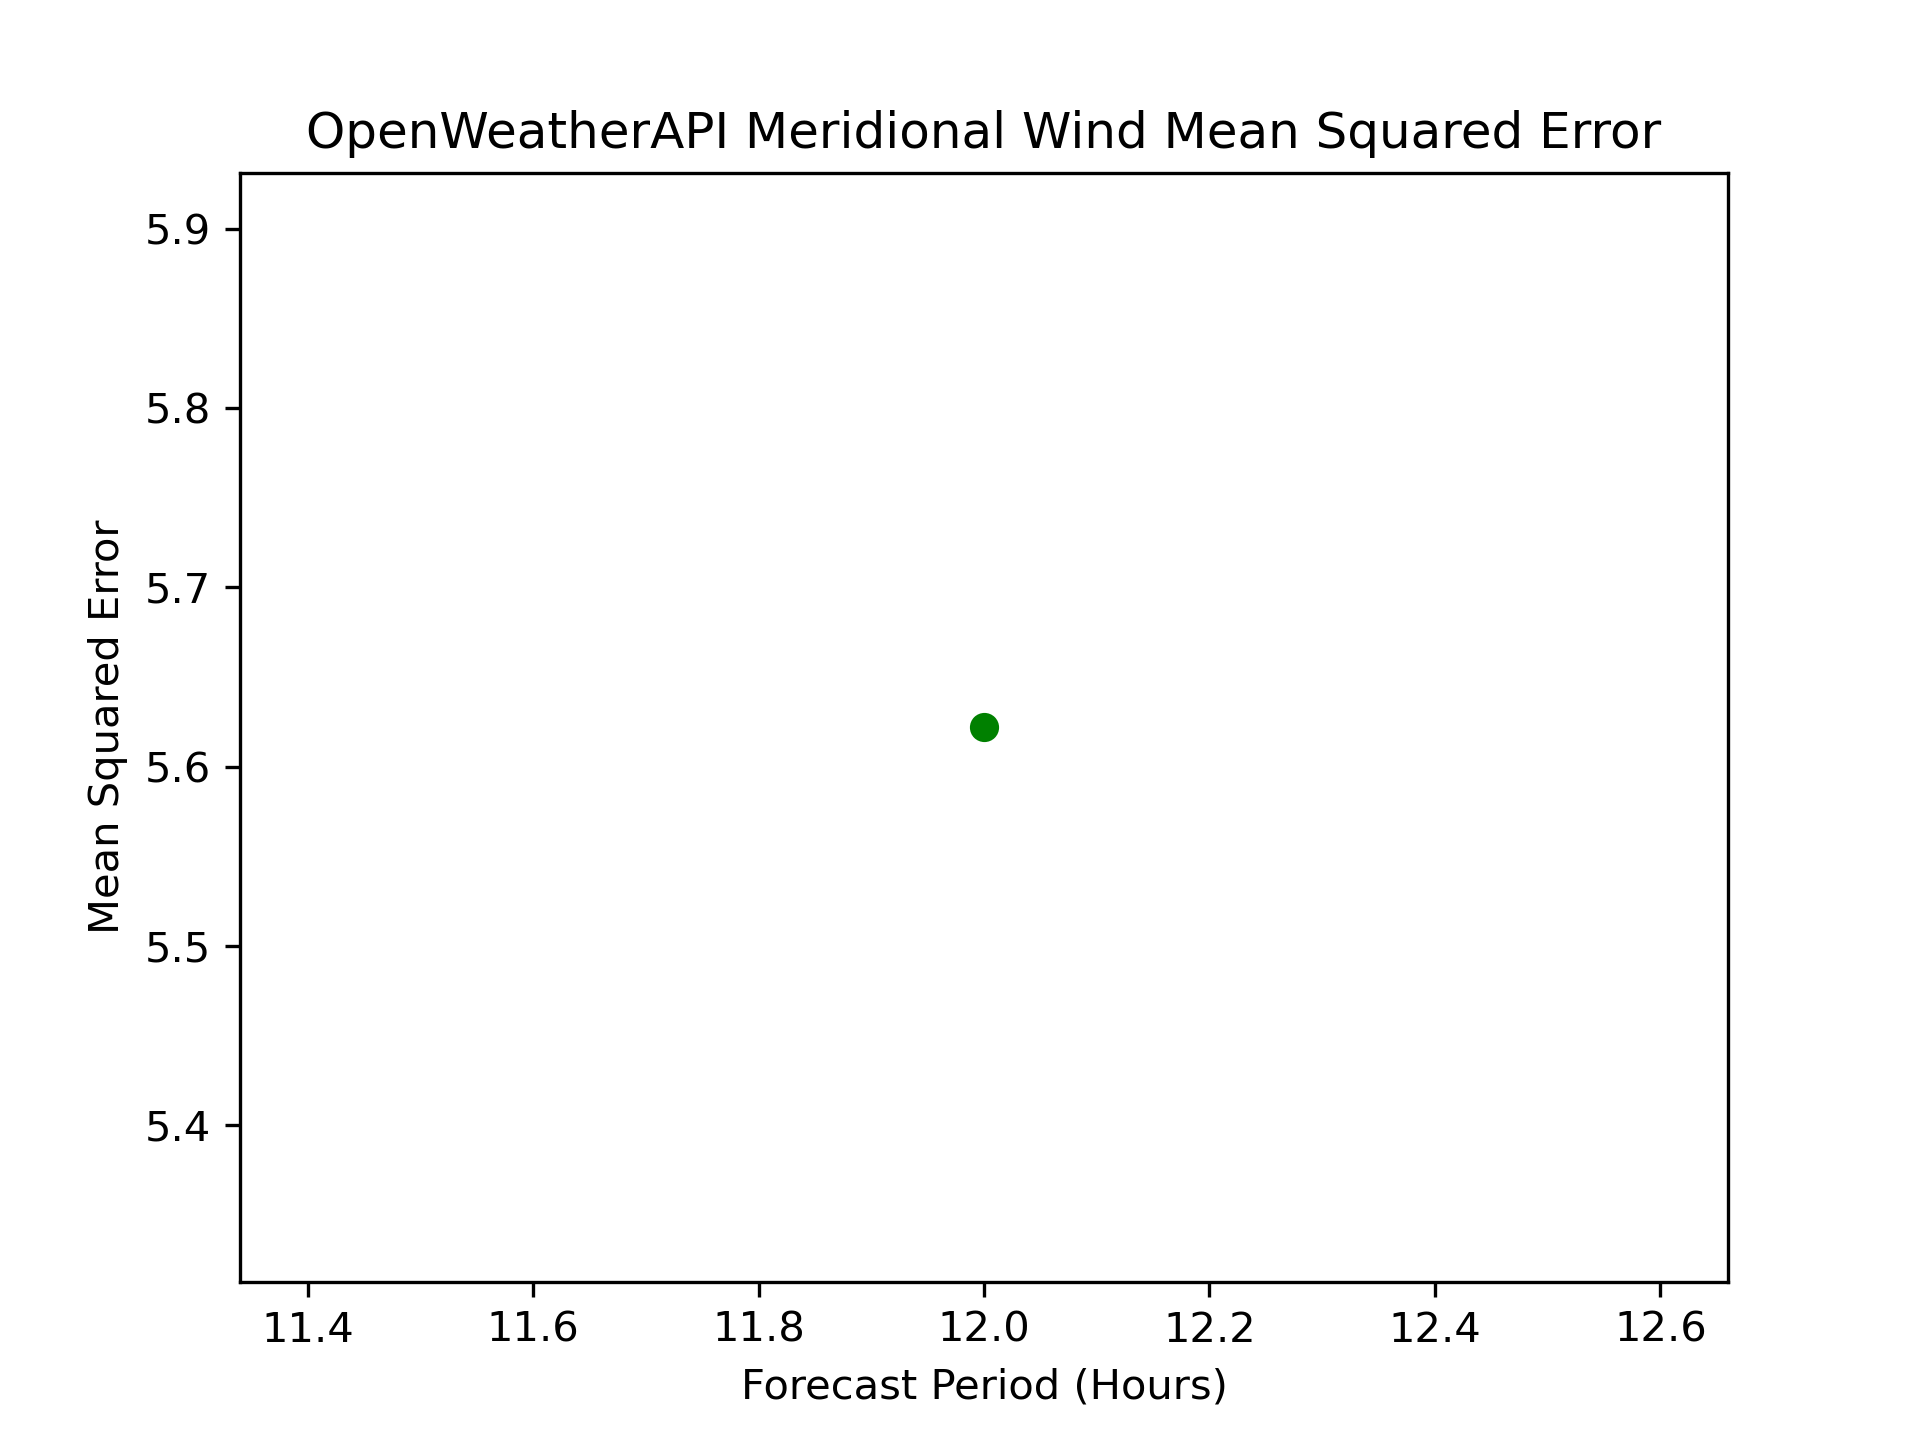 OpenWeatherAPI Meridional Wind Mean Squared Error
5.9
5.8
5.7
5.6
5.5
5.4
Mean Squared Error
11.4 11.6 11.8 12.0 12.2 12.4 12.6
Forecast Period (Hours)